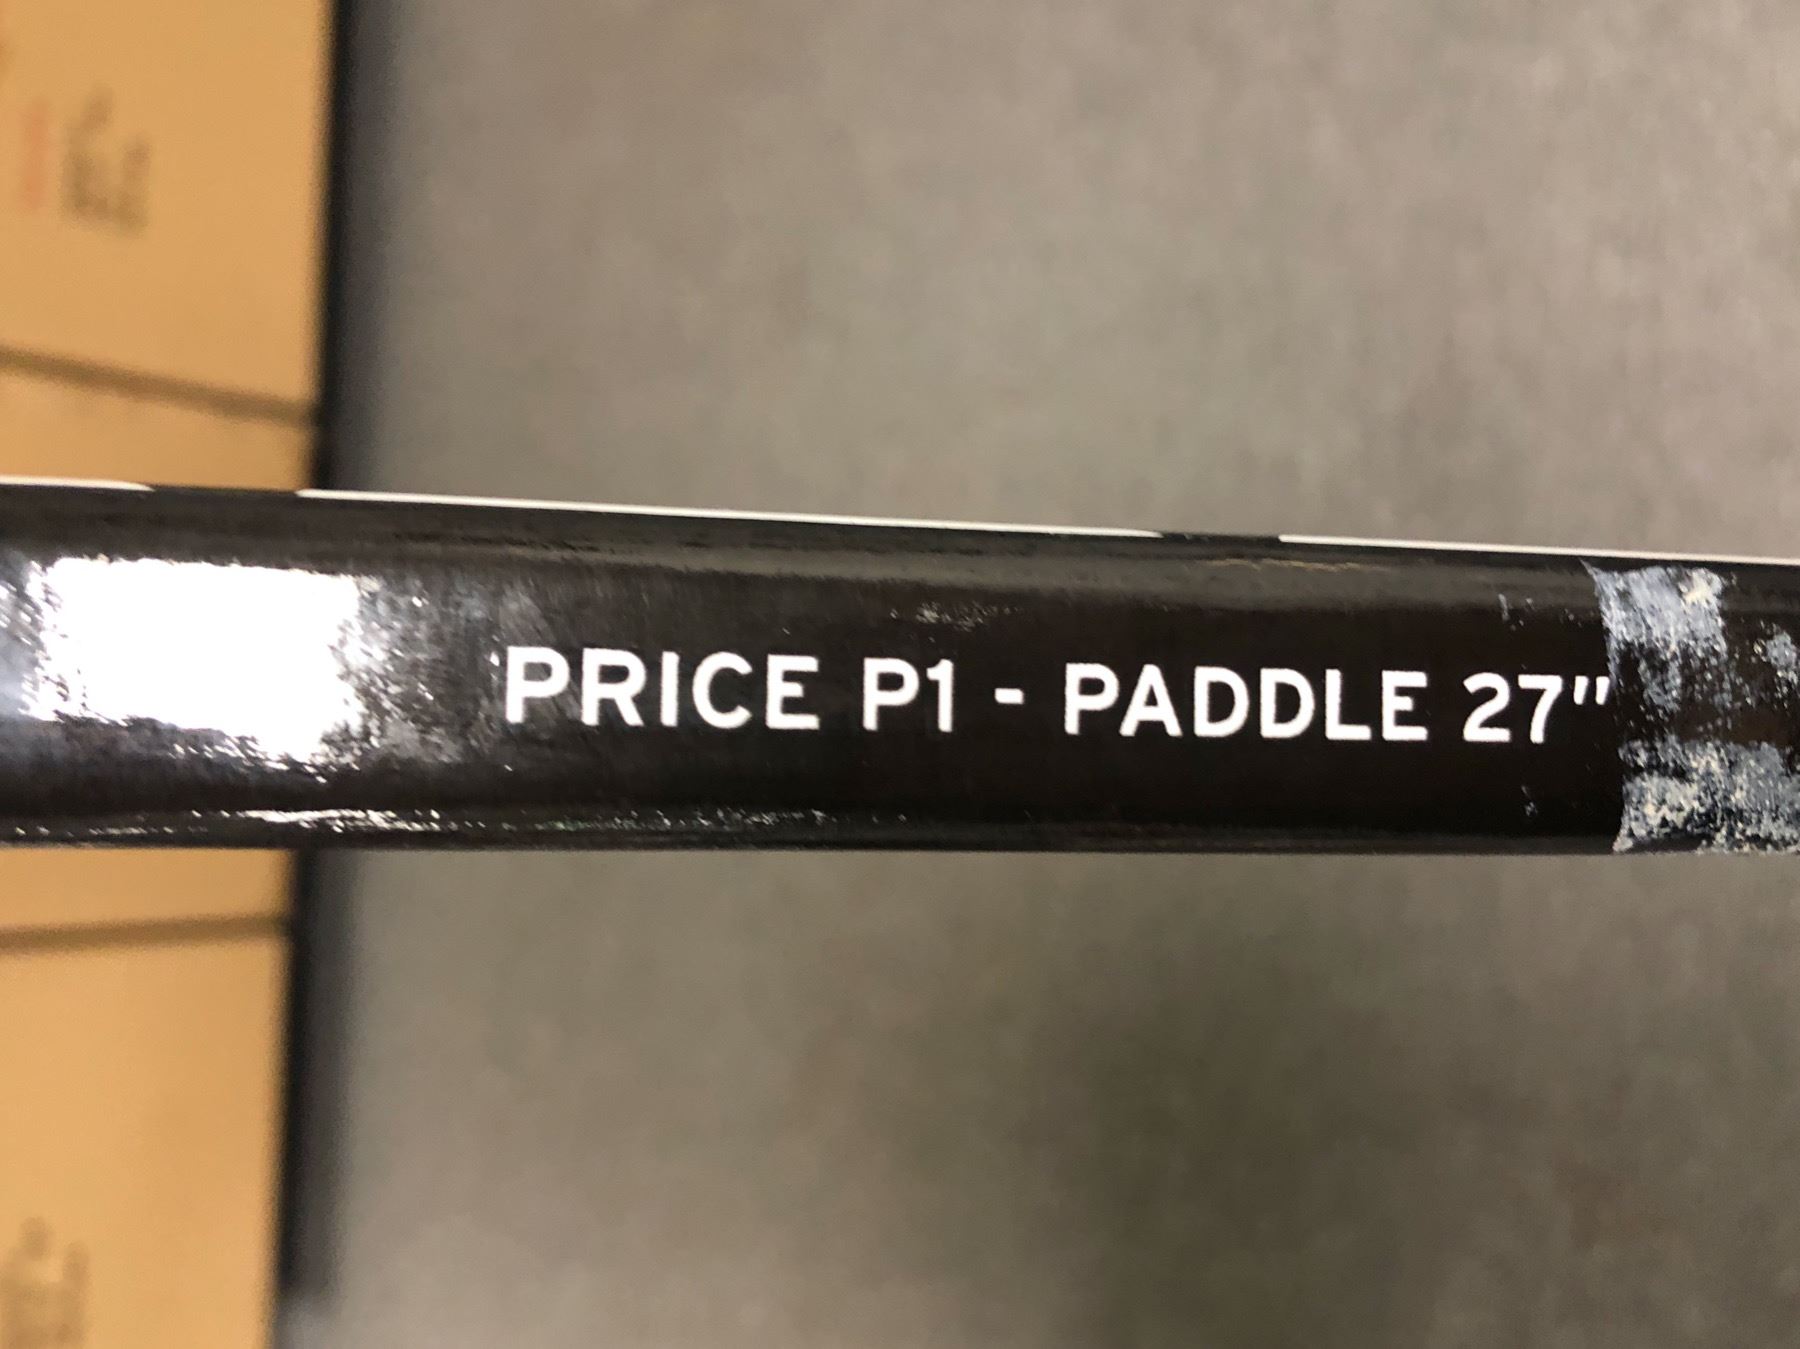 PRICE P1 - PADDLE 27"